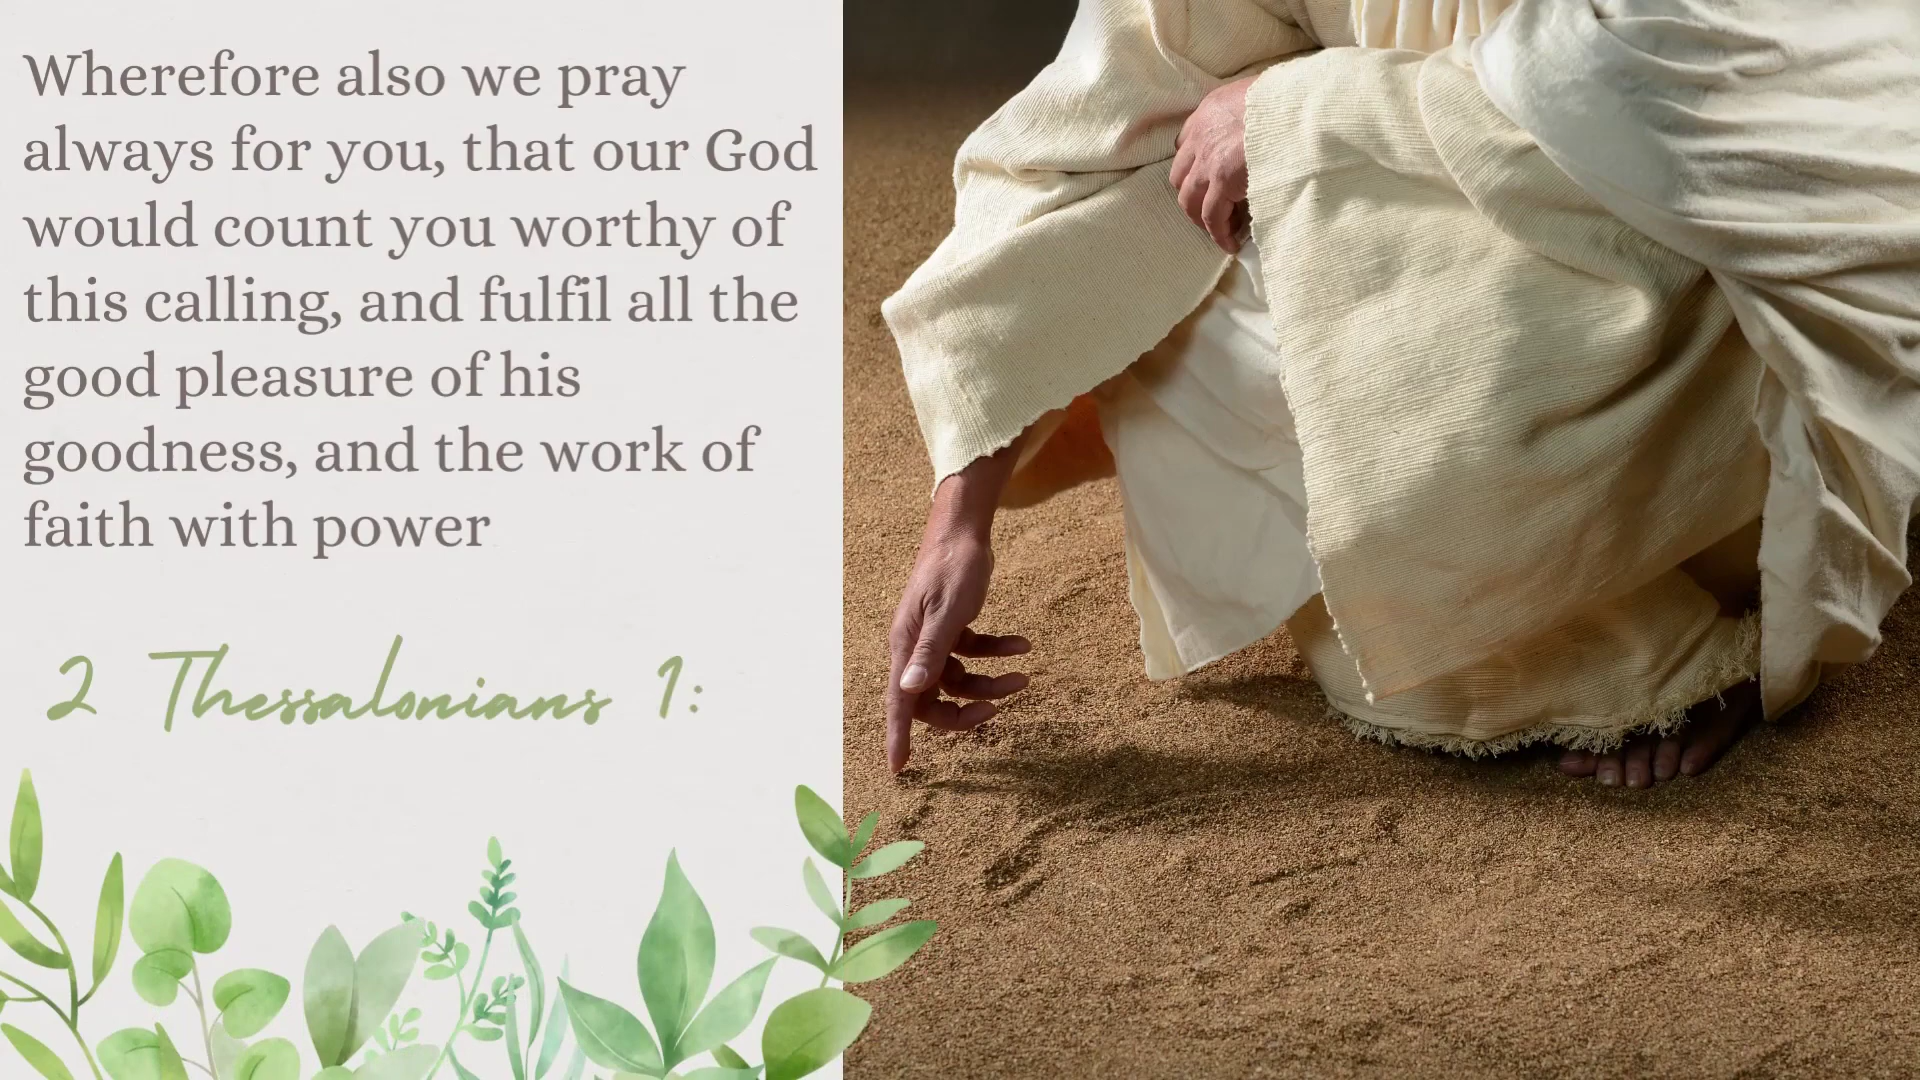 Wherefore also we pray
always for you, that our God
would count you worthy of
this calling, and fulfil all the
good pleasure of his
goodness, and the work of
faith with power
2 Thessalonians 1: